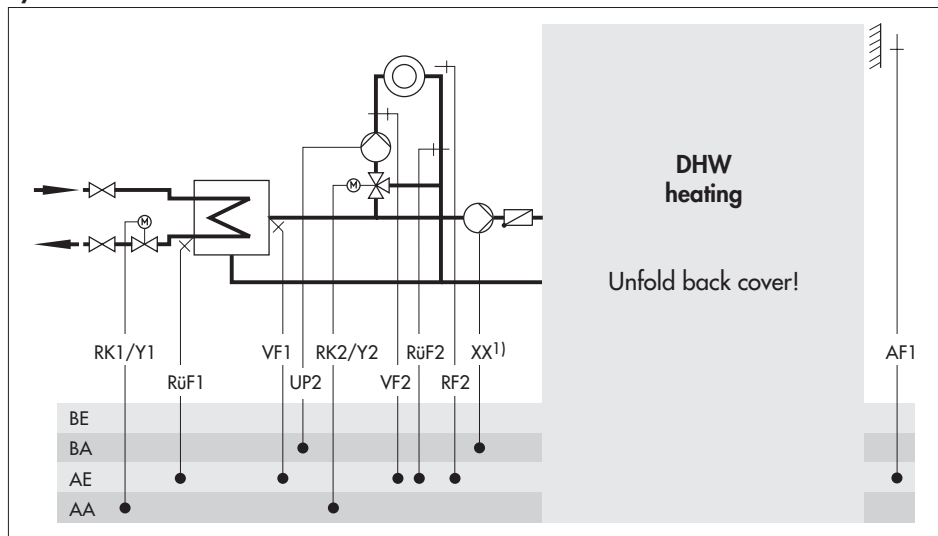 DHW
heating
Unfold back cover!
M
M
RK1/Y1
VF1
RK2/Y2
RüF2
XX1)
AF1
RüF1
UP2
VF2
RF2
BE
BA
AE
AA